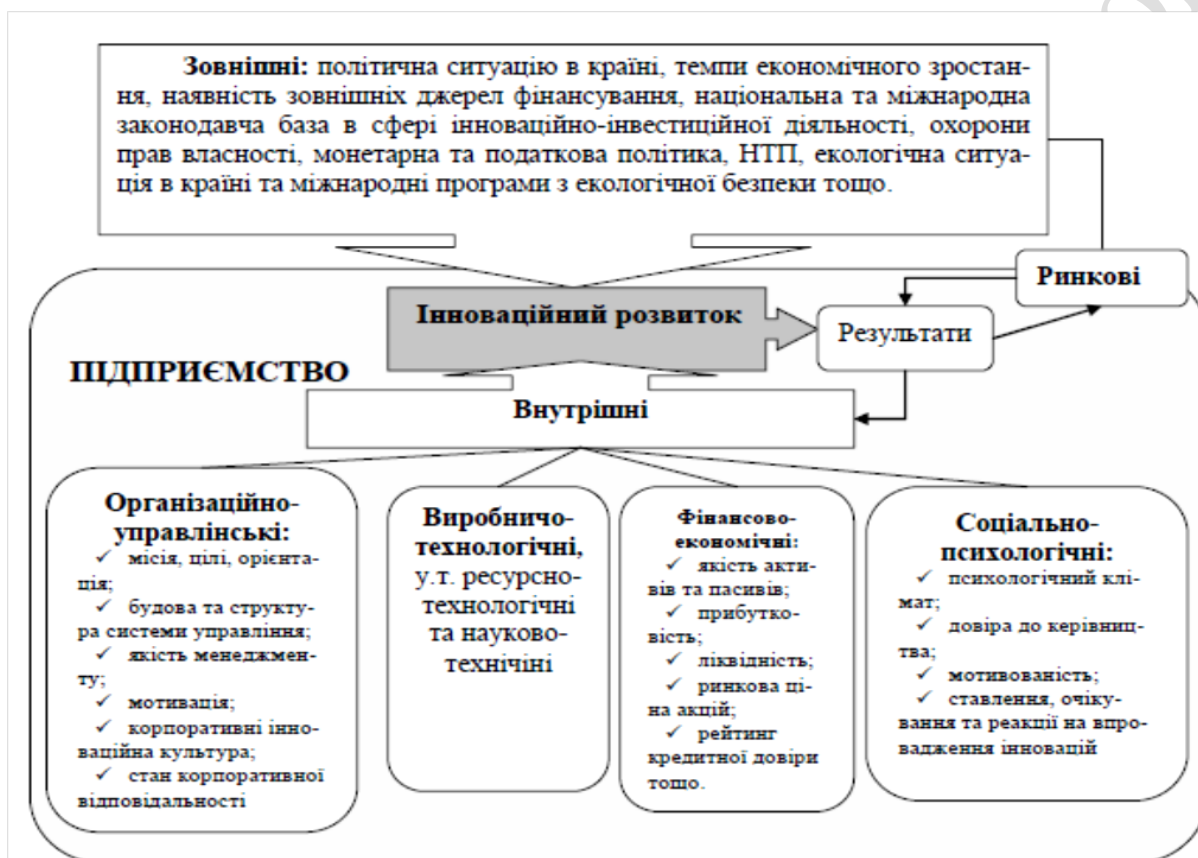 Зовнішні: політична ситуацію в країні, темпи економічного зростан-
ня, наявність зовнішніх джерел фінансування, національна та міжнародна
законодавча база в сфері інноваційно-інвестиційної діяльності, охорони
прав власності, монетарна та податкова політика, НТП, екологічна ситуа-
ція в країні та міжнародні програми з екологічної безпеки тощо.
Ринкові
Інноваційний розвиток
Результати
ПІДПРИЄМСТВО
Внутрішні
Організаційно-
управлінські:
✓ місія, цілі, орієнта-
ція;
✓ будова та структу-
ра системи управління;
✓ якість менеджмен-
ту;
✓ мотивація;
✓ корпоративні інно-
ваційна культура;
✓ стан корпоративної
відповідальності
Виробничо-
технологічні,
у.т. ресурсно-
технологічні
та науково-
технічіні
Фінансово-
економічні:
✓ якість акти-
вів та пасивів;
✓ прибутко-
вість;
✓ ліквідність;
✓ ринкова ці-
на акцій;
✓ рейтинг
кредитної довіри
тощо.
Соціально-
психологічні:
✓ психологічний клі-
мат;
✓ довіра до керівниц-
тва;
✓ мотивованість;
✓ ставлення, очіку-
вання та реакції на впро-
вадження інновацій